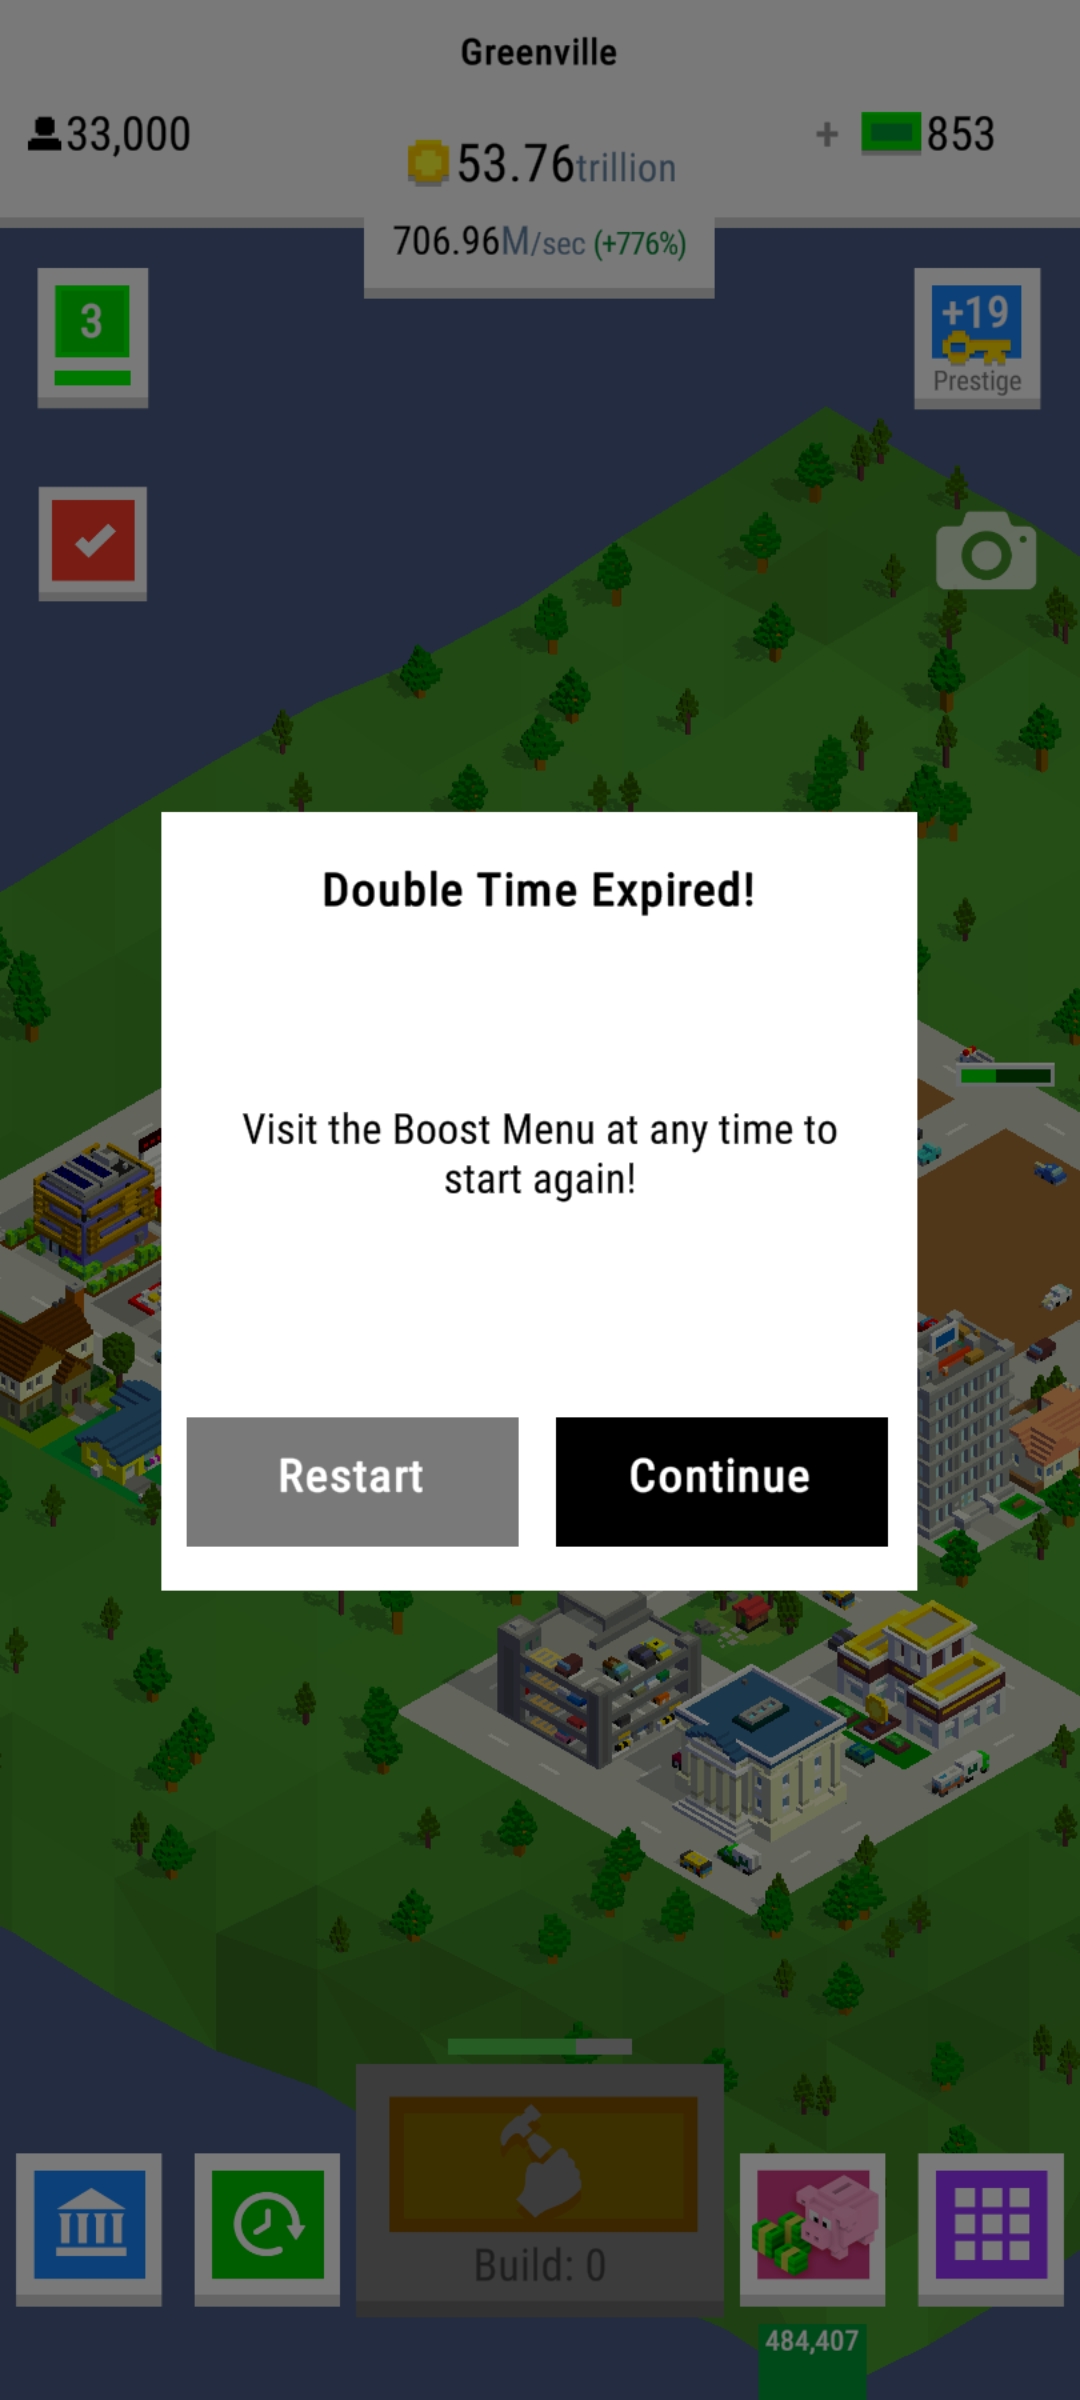 Greenville
33,000
53.76trillion
+ 853
706.96M/sec (+776%)
3
+19
Prestige
Double Time Expired!
Visit the Boost Menu at any time to
start again!
Restart
Continue
Build: 0
484,407